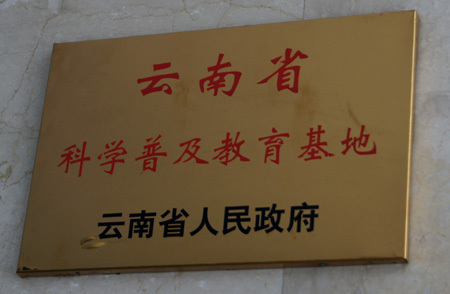 云南省
科学普及教育基地
云南省人民政府